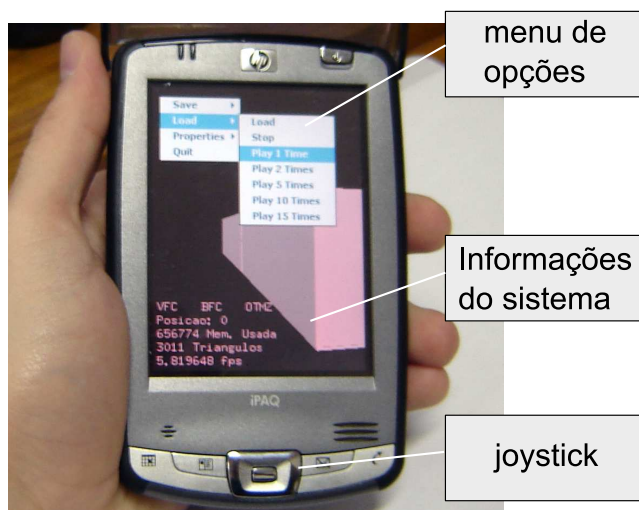 menu de
opções
hp
Save
Load
Properties
Quit
Load
Stop
Play 1 Time
Play 2 Times
Play 5 Times
Play 10 Times
Play 15 Times
Informações
do sistema
VFC BFC OTMZ
Posicao: 0
656774 Mem. Usada
3011 Triangulos
5,819648 fps
iPAQ
joystick